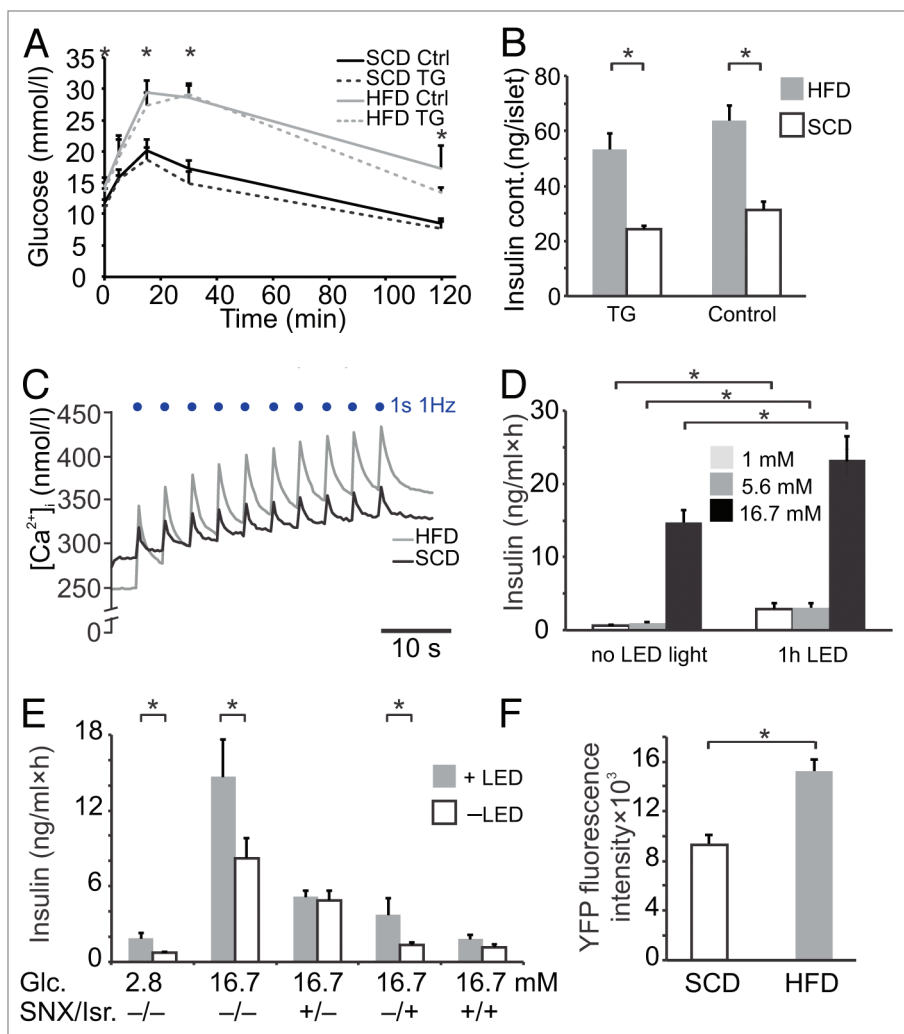 A
* * *
Glucose (mmol/l)
35
30
25
20
15
10
5
0
SCD Ctrl
SCD TG
HFD Ctrl
HFD TG
*
0 20 40 60 80 100 120
Time (min)
B
* *
Insulin cont.(ng/islet)
80
60
40
20
0
HFD
SCD
TG Control
C
1s 1Hz
[Ca²⁺]ᵢ (nmol/l)
450
400
350
300
250
0
HFD
SCD
10 s
D
*
*
*
Insulin (ng/ml×h)
30
20
10
0
1 mM
5.6 mM
16.7 mM
no LED light 1h LED
E
* * *
Insulin (ng/ml×h)
18
12
6
0
+ LED
–LED
Glc. 2.8 16.7 16.7 16.7 16.7 mM
SNX/Isr. –/– –/– +/– –/+ +/+
F
*
YFP fluorescence
intensity×10³
16
12
8
4
0
SCD HFD